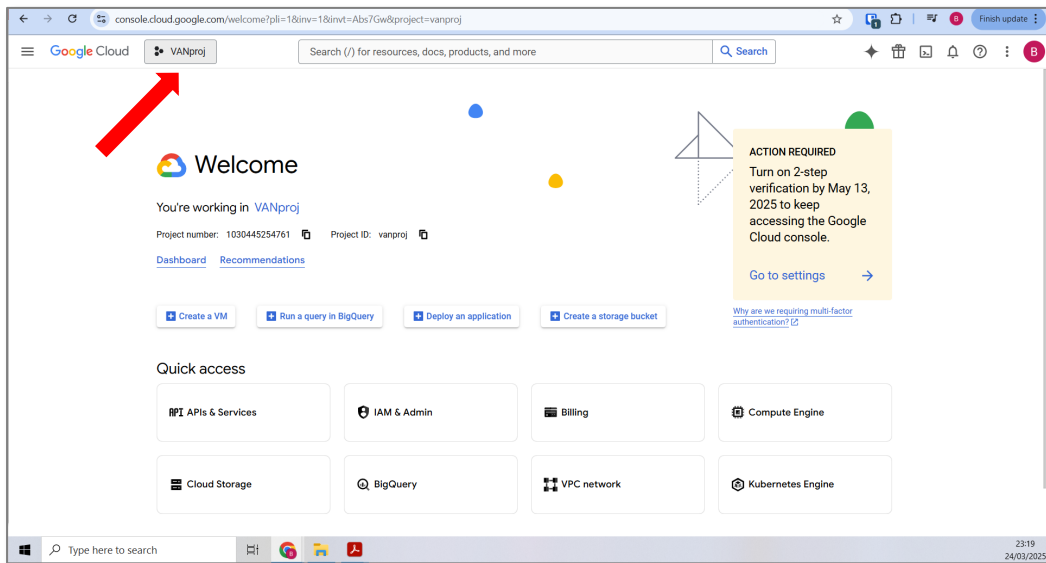 console.cloud.google.com/welcome?pli=1&inv=1&invt=Abs7Gw&project=vanproj
1
B
Finish update
Google Cloud
VANproj
Search (/) for resources, docs, products, and more
Search
B
Welcome
You're working in VANproj
Project number: 1030445254761
Project ID: vanproj
Dashboard
Recommendations
ACTION REQUIRED
Turn on 2-step
verification by May 13,
2025 to keep
accessing the Google
Cloud console.
Go to settings
Why are we requiring multi-factor
authentication?
Create a VM
Run a query in BigQuery
Deploy an application
Create a storage bucket
Quick access
API APIs & Services
IAM & Admin
Billing
Compute Engine
Cloud Storage
BigQuery
VPC network
Kubernetes Engine
Type here to search
23:19
24/03/2025